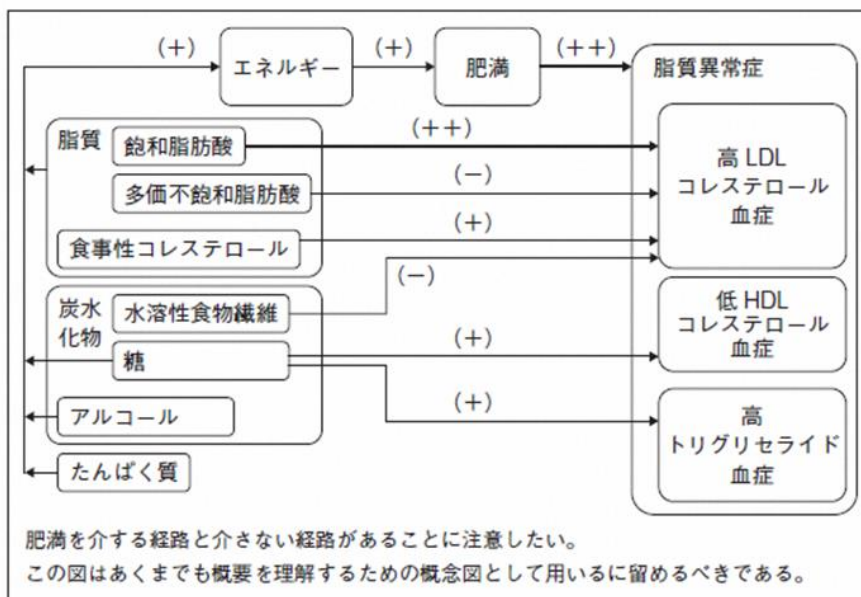 (+)
エネルギー
(+)
肥満
(++)
脂質異常症
脂質
飽和脂肪酸
(++)
多価不飽和脂肪酸
(−)
食事性コレステロール
(+)
高 LDL
コレステロール
血症
炭水
化物
水溶性食物繊維
(−)
糖
(+)
低 HDL
コレステロール
血症
(+)
アルコール
高
トリグリセライド
血症
たんぱく質
肥満を介する経路と介さない経路があることに注意したい。
この図はあくまでも概要を理解するための概念図として用いるに留めるべきである。